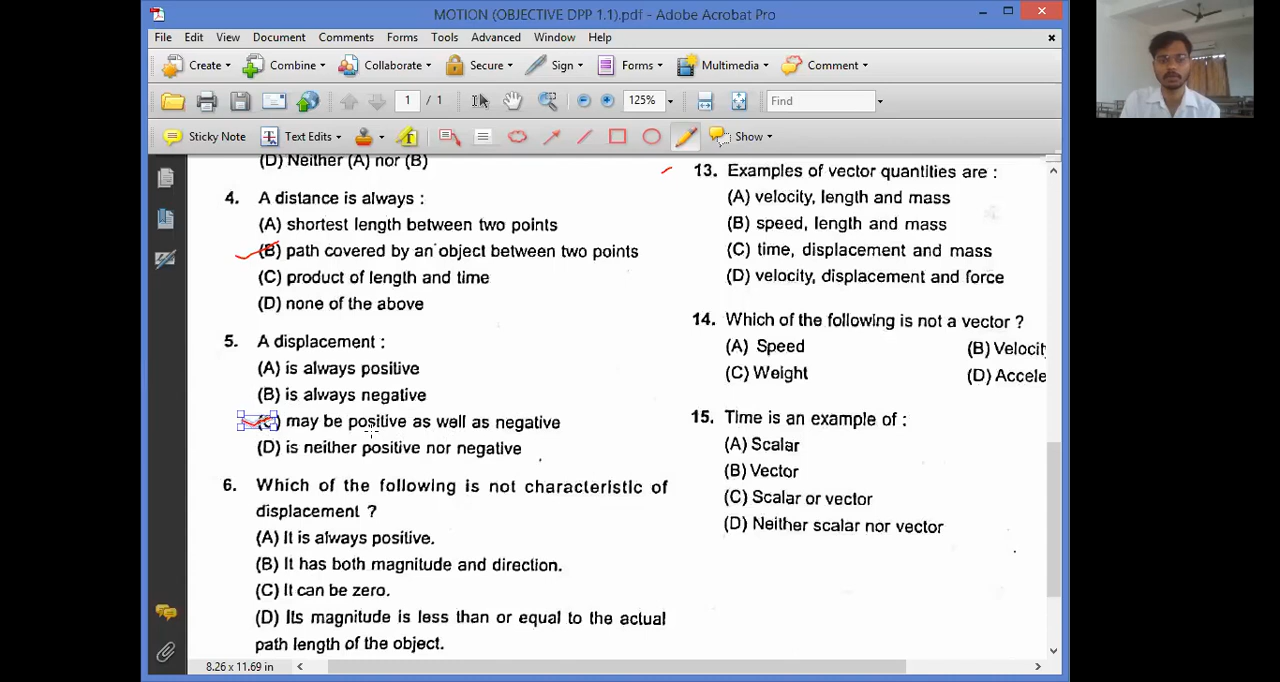 MOTION (OBJECTIVE DPP 1.1).pdf - Adobe Acrobat Pro
File Edit View Document Comments Forms Tools Advanced Window Help
Create Combine Collaborate Secure Sign Forms Multimedia Comment
1 / 1 125% Find
Sticky Note Text Edits Show
(D) Neither (A) nor (B)
4. A distance is always :
(A) shortest length between two points
(B) path covered by an object between two points
(C) product of length and time
(D) none of the above
5. A displacement :
(A) is always positive
(B) is always negative
(C) may be positive as well as negative
(D) is neither positive nor negative
6. Which of the following is not characteristic of
displacement ?
(A) It is always positive.
(B) It has both magnitude and direction.
(C) It can be zero.
(D) Its magnitude is less than or equal to the actual
path length of the object.
13. Examples of vector quantities are :
(A) velocity, length and mass
(B) speed, length and mass
(C) time, displacement and mass
(D) velocity, displacement and force
14. Which of the following is not a vector ?
(A) Speed (B) Velocit
(C) Weight (D) Accele
15. Time is an example of :
(A) Scalar
(B) Vector
(C) Scalar or vector
(D) Neither scalar nor vector
8.26 x 11.69 in